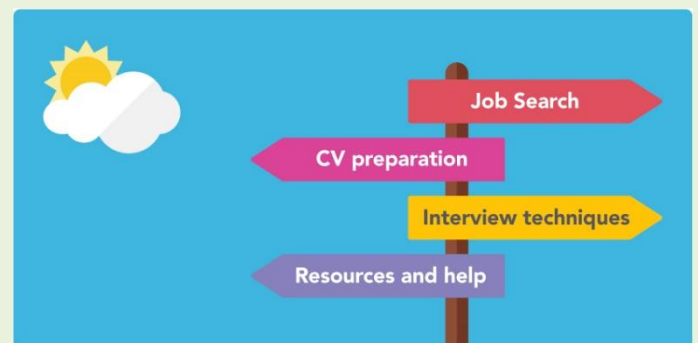 Job Search
CV preparation
Interview techniques
Resources and help